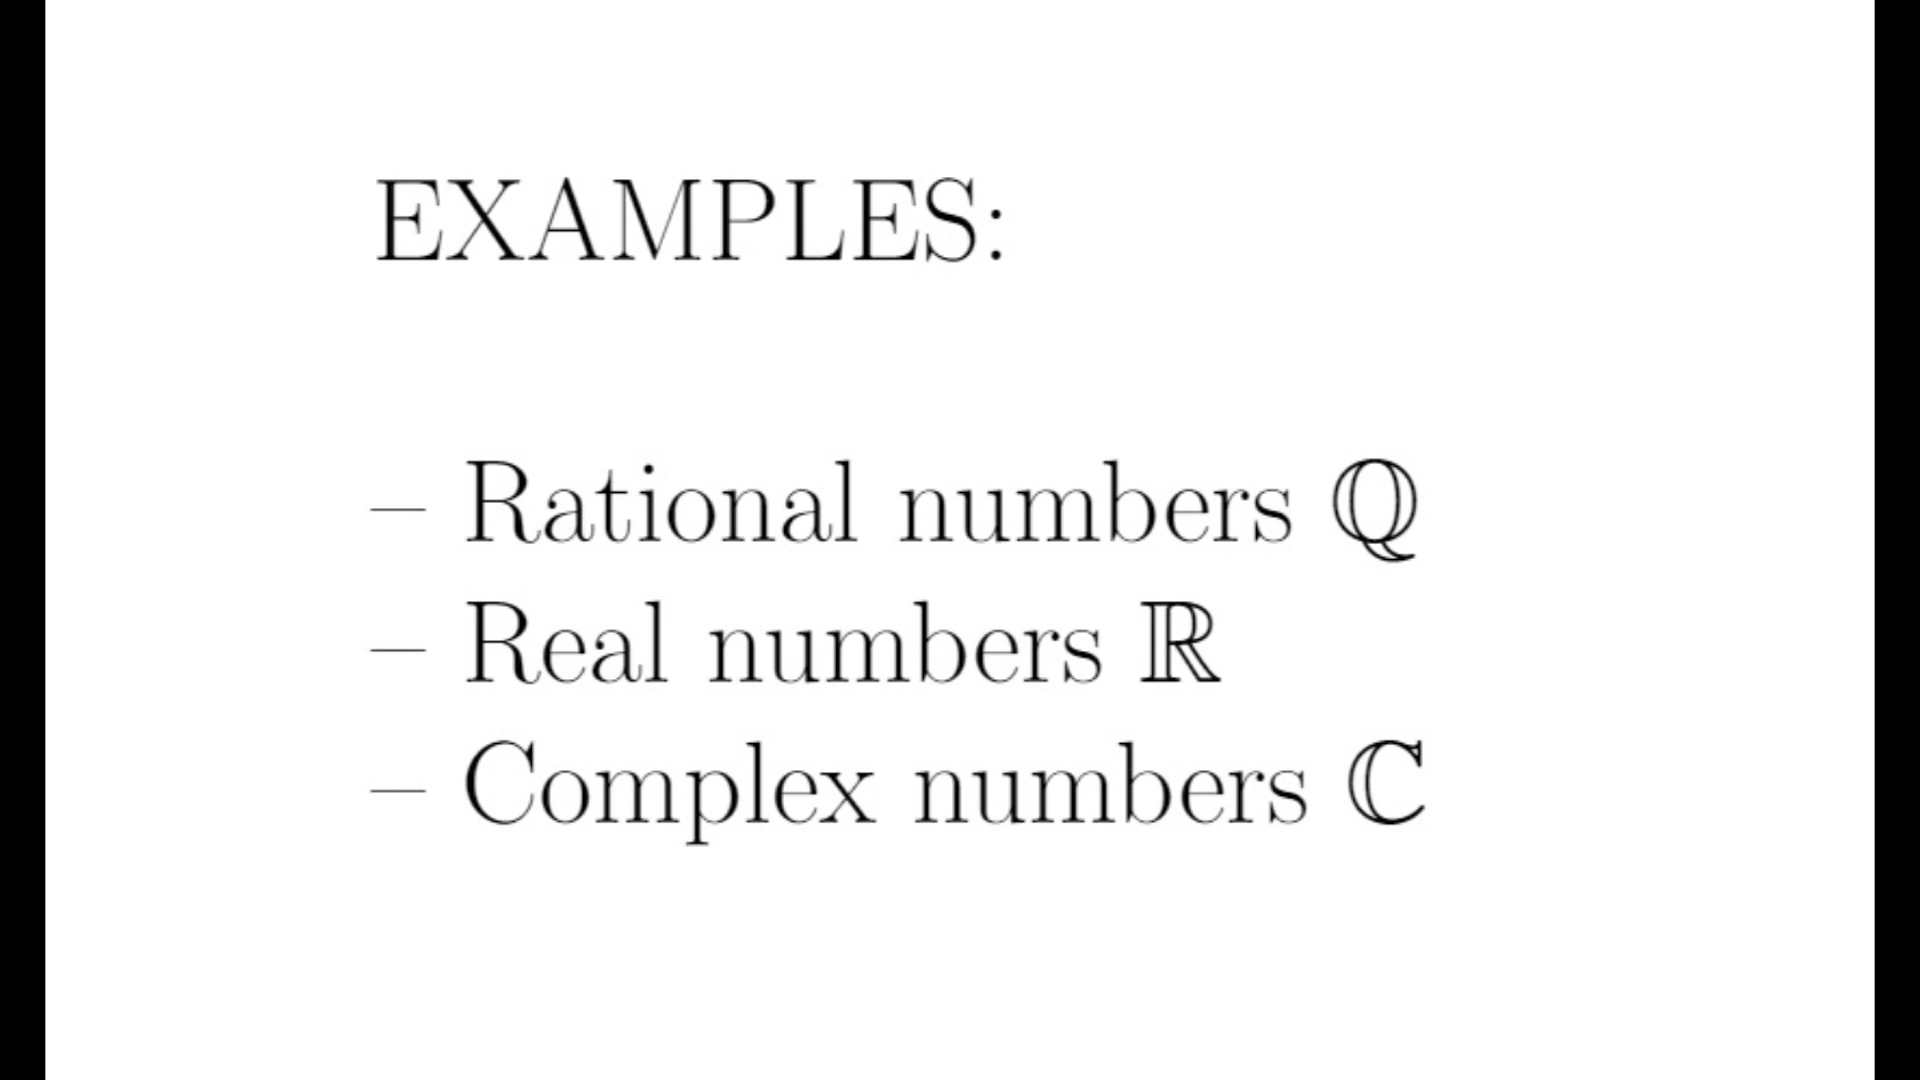 EXAMPLES:
– Rational numbers ℚ
– Real numbers ℝ
– Complex numbers ℂ